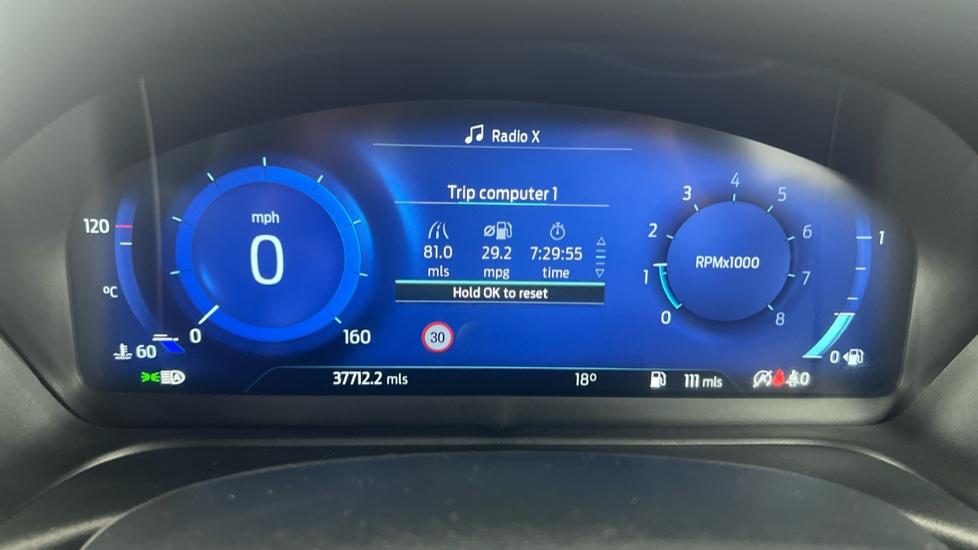 Radio X
Trip computer 1
81.0 29.2 7:29:55
mls mpg time
Hold OK to reset
120
°C
60
mph
0
0 160
30
0 1 2 3 4 5 6 7 8
RPMx1000
1
0
37712.2 mls
18°
111 mls
A
0